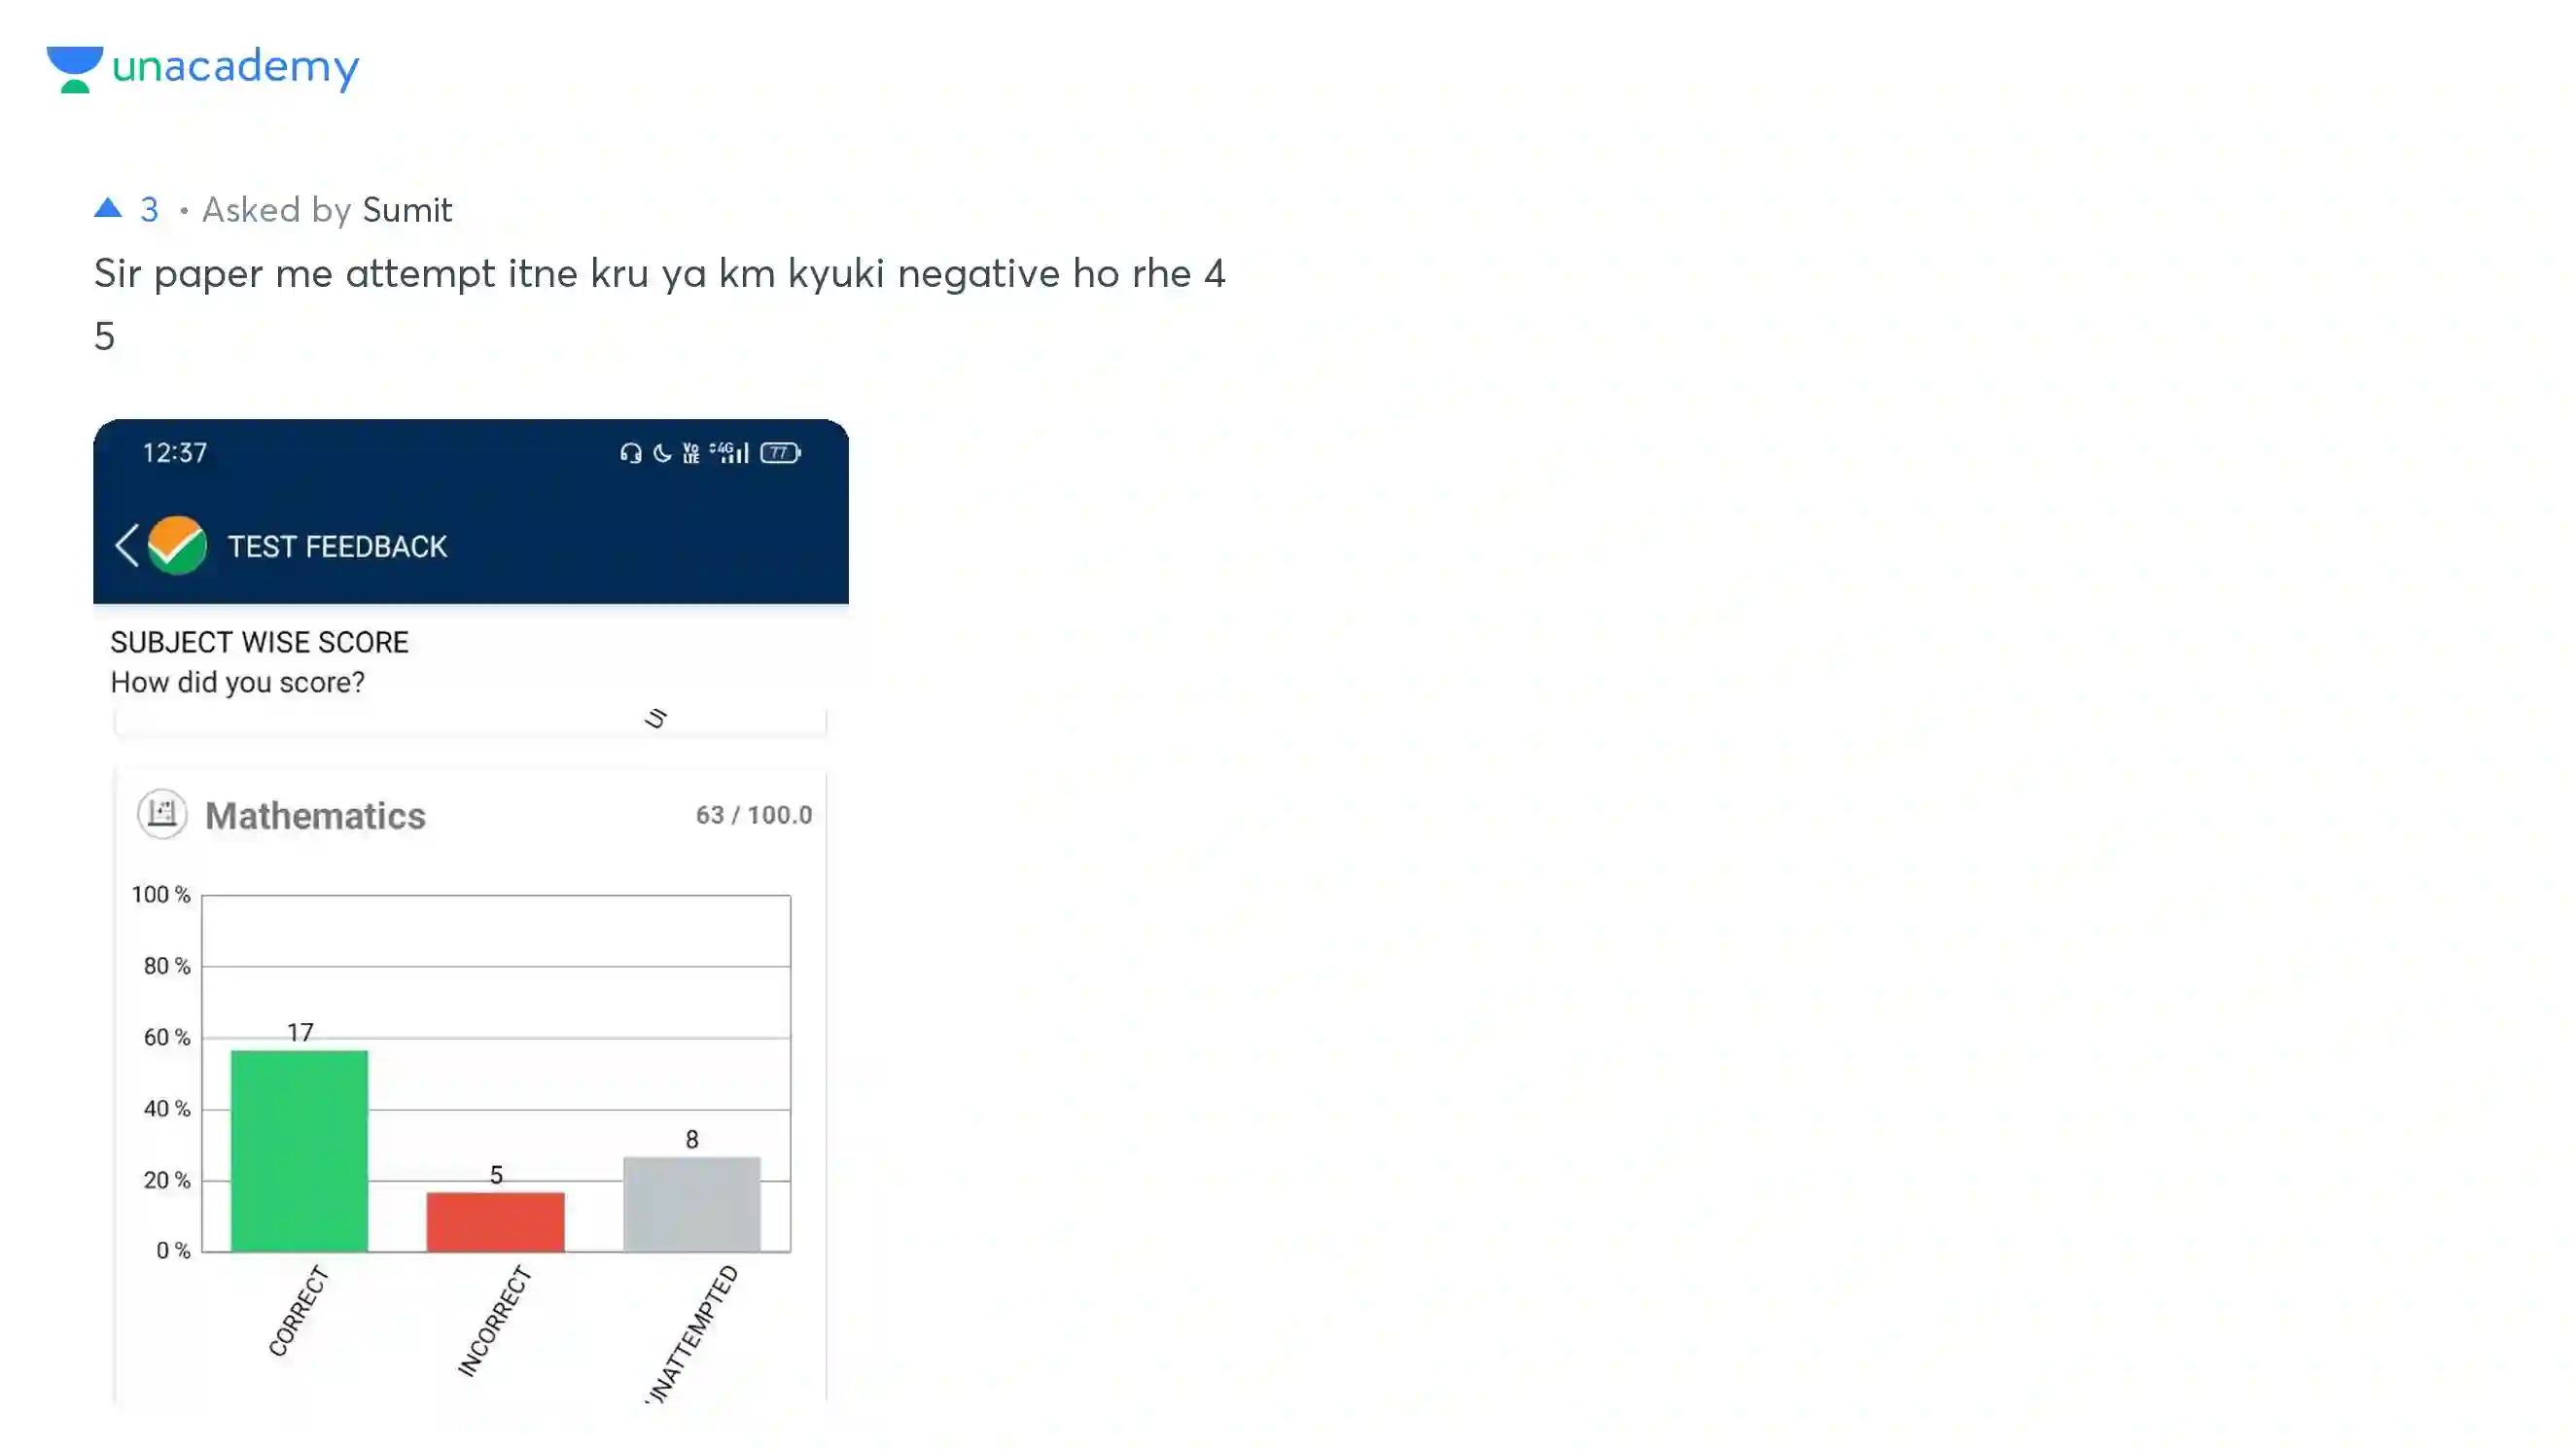 unacademy
3 • Asked by Sumit
Sir paper me attempt itne kru ya km kyuki negative ho rhe 4
5
12:37
4G
77
TEST FEEDBACK
SUBJECT WISE SCORE
How did you score?
Mathematics
63 / 100.0
100 %
80 %
60 %
40 %
20 %
0 %
17
5
8
CORRECT
INCORRECT
UNATTEMPTED